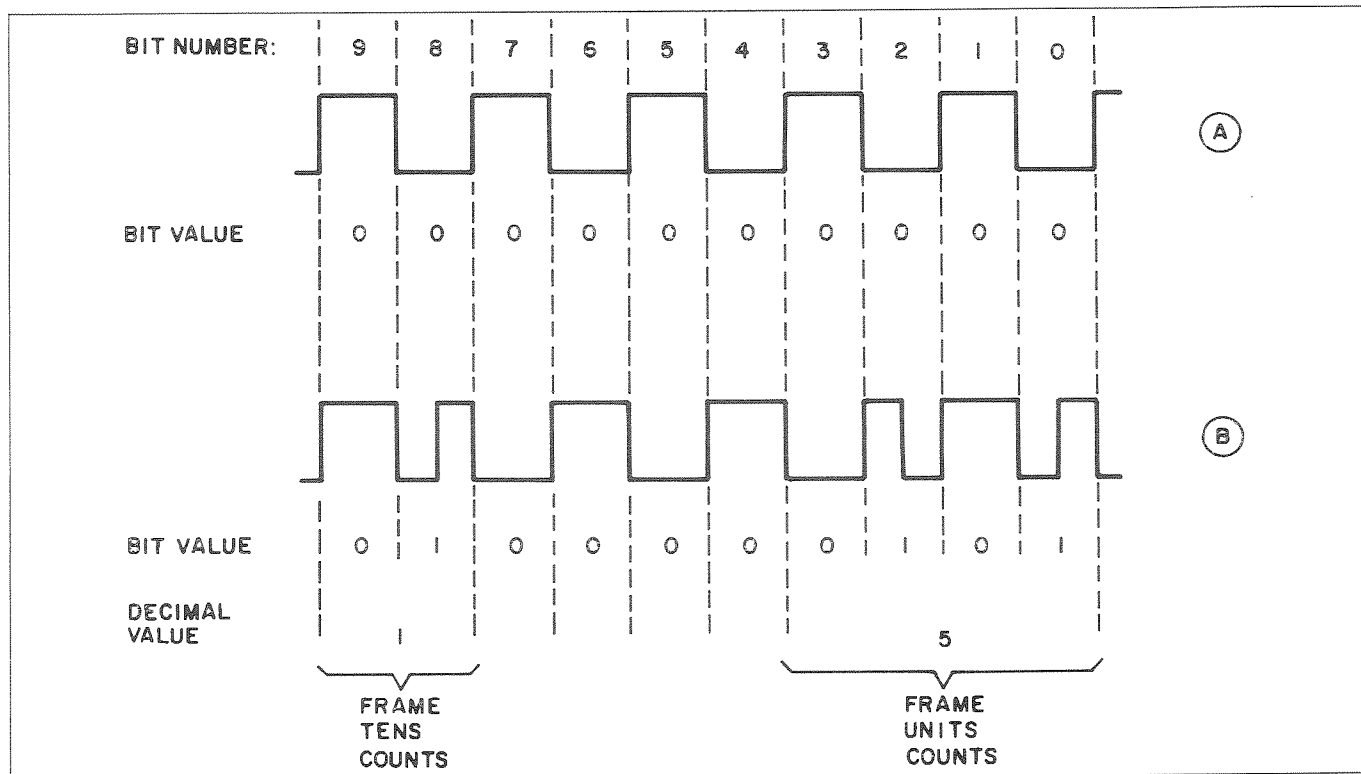 BIT NUMBER: 9 8 7 6 5 4 3 2 1 0
A
BIT VALUE 0 0 0 0 0 0 0 0 0 0
B
BIT VALUE 0 1 0 0 0 0 0 1 0 1
DECIMAL
VALUE 1 5
FRAME
TENS
COUNTS
FRAME
UNITS
COUNTS